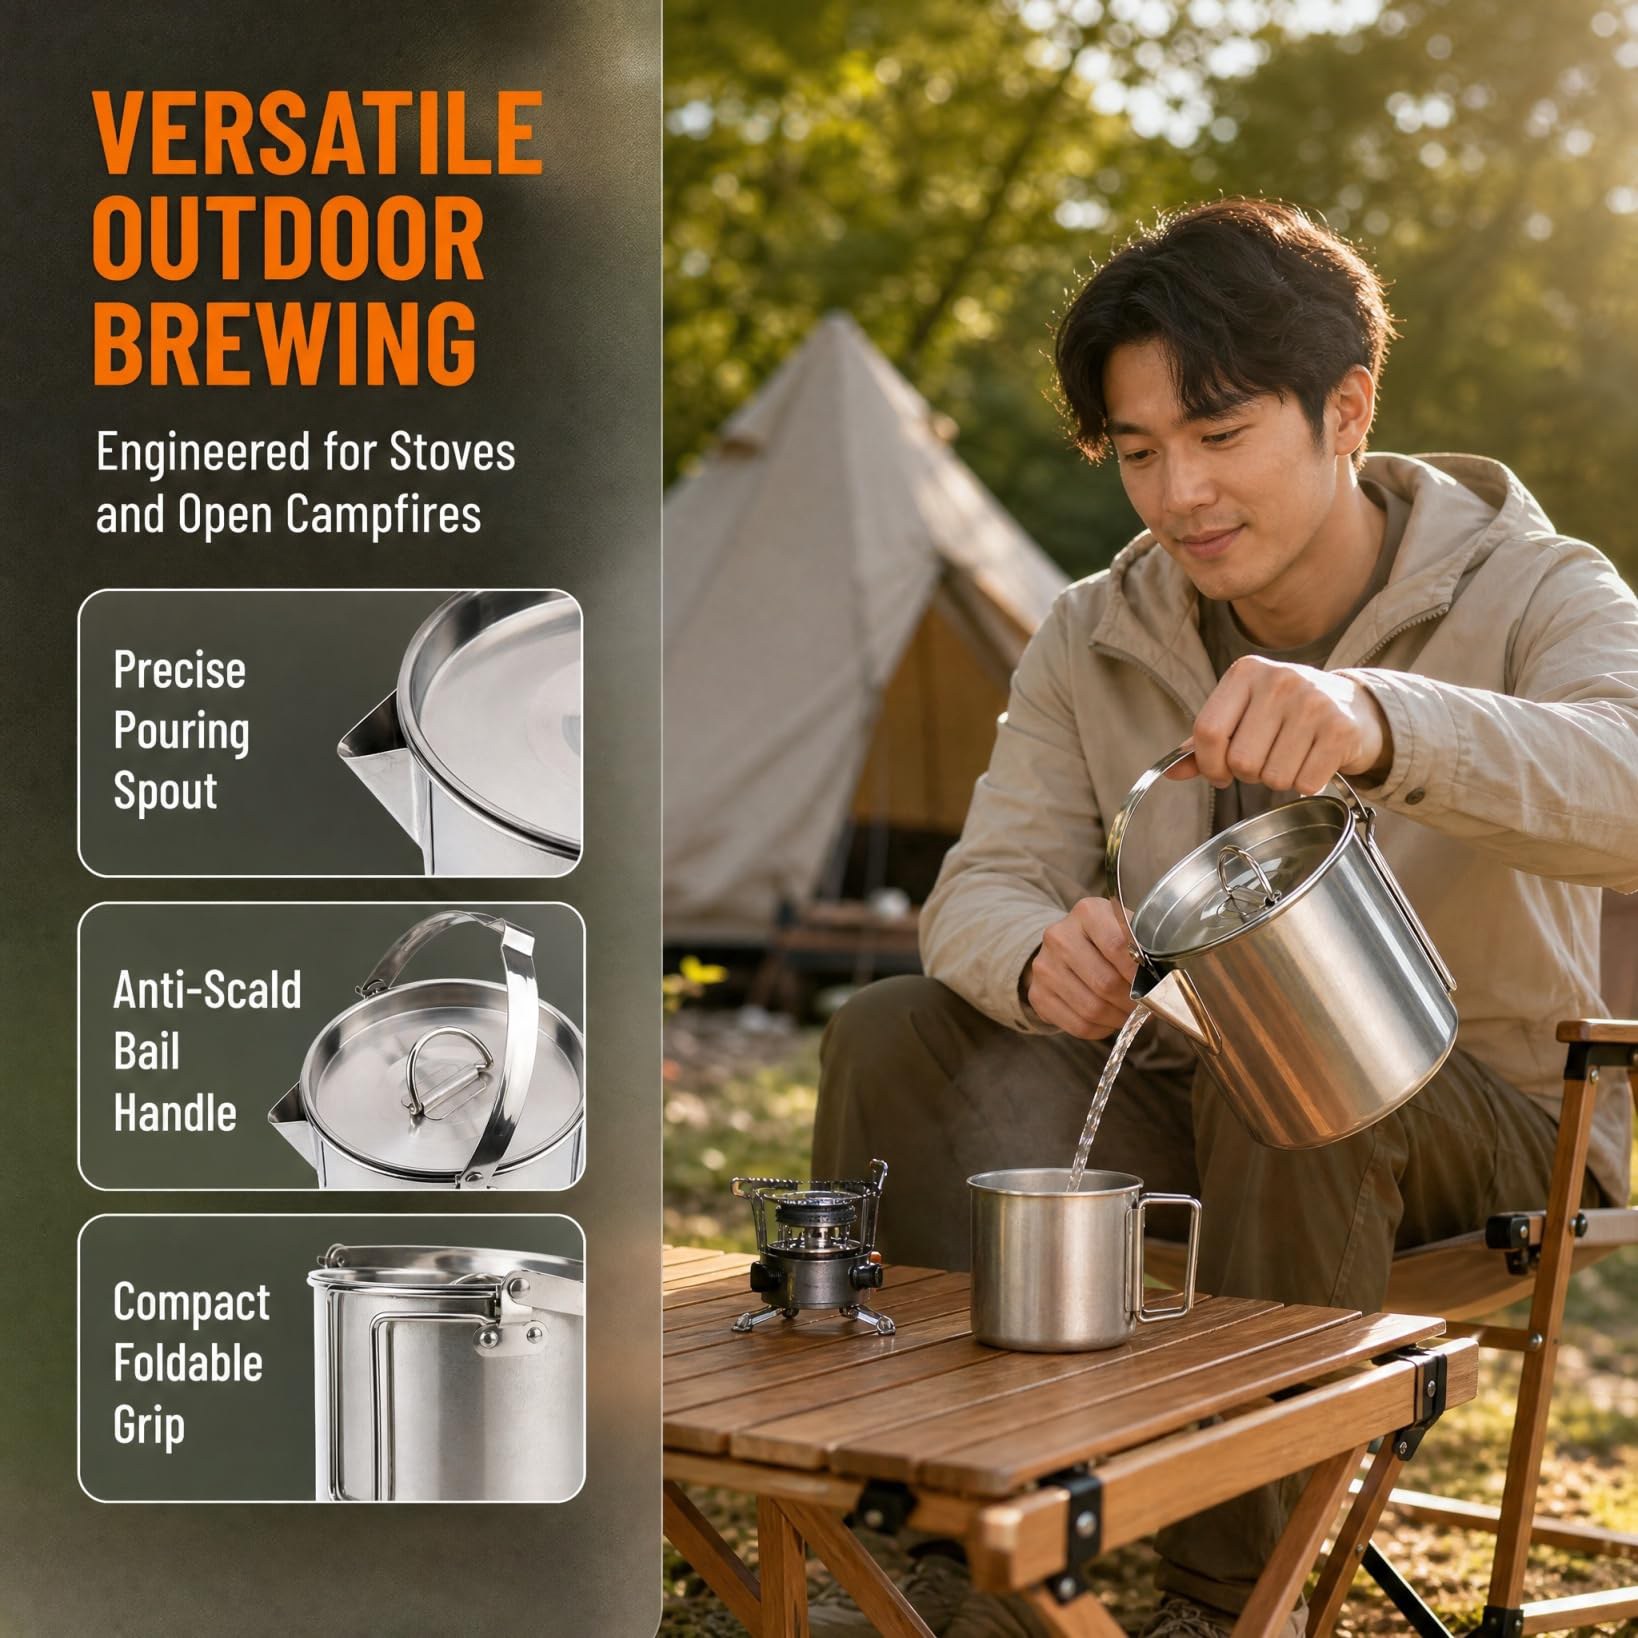 VERSATILE
OUTDOOR
BREWING
Engineered for Stoves
and Open Campfires
Precise
Pouring
Spout
Anti-Scald
Bail
Handle
Compact
Foldable
Grip